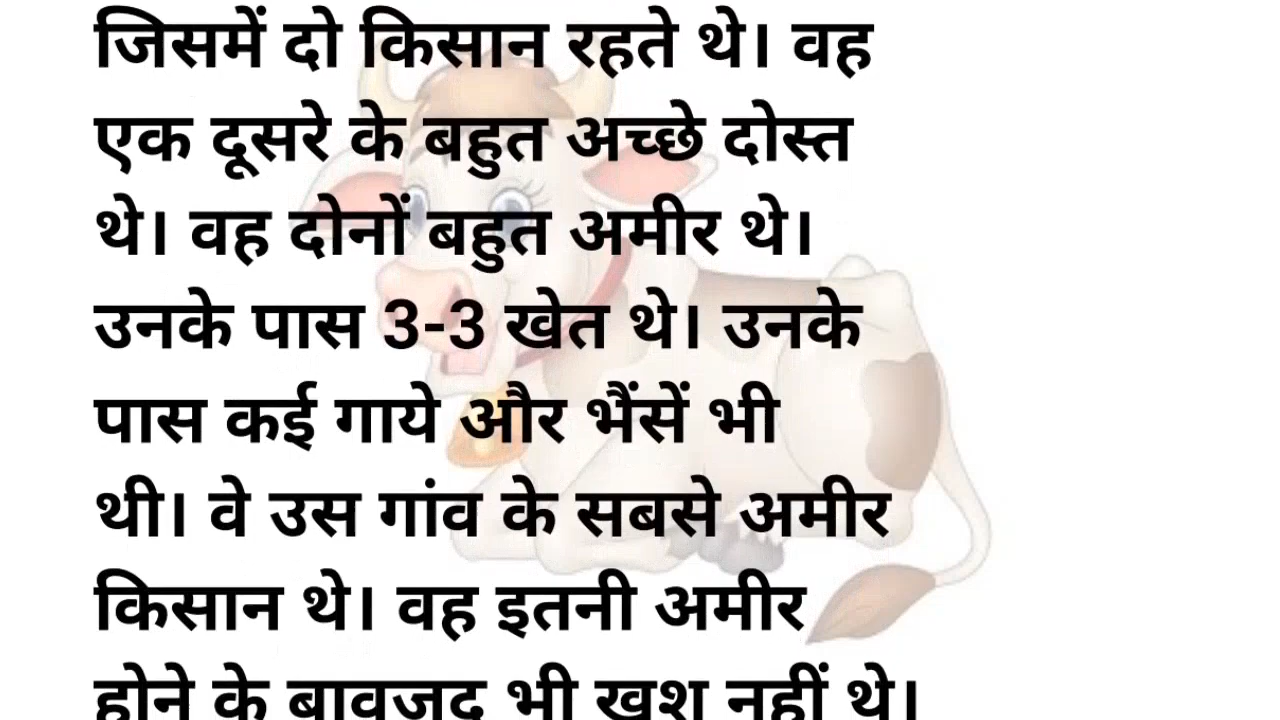 जिसमें दो किसान रहते थे। वह
एक दूसरे के बहुत अच्छे दोस्त
थे। वह दोनों बहुत अमीर थे।
उनके पास 3-3 खेत थे। उनके
पास कई गाये और भैंसें भी
थी। वे उस गांव के सबसे अमीर
किसान थे। वह इतनी अमीर
होने के बावजूद भी खुश नहीं थे।